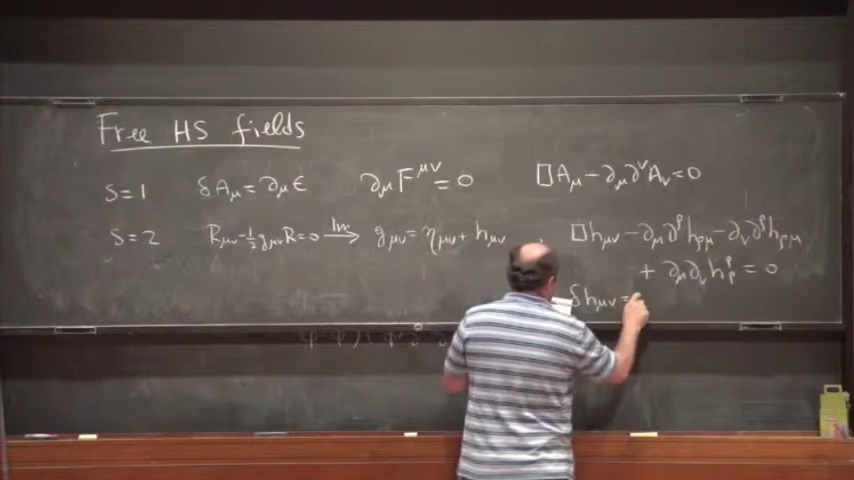 Free HS fields
S=1 δA_μ = ∂_μ ε ∂_μ F^{μν} = 0 □A_μ - ∂_μ ∂^ν A_ν = 0
S=2 R_{μν} - 1/2 g_{μν} R = 0 →^{lin} g_{μν} = η_{μν} + h_{μν} □h_{μν} - ∂_μ ∂^ρ h_{ρμ} - ∂_ν ∂^ρ h_{ρμ}
+ ∂_μ ∂_ν h^ρ_ρ = 0
δh_{μν} =